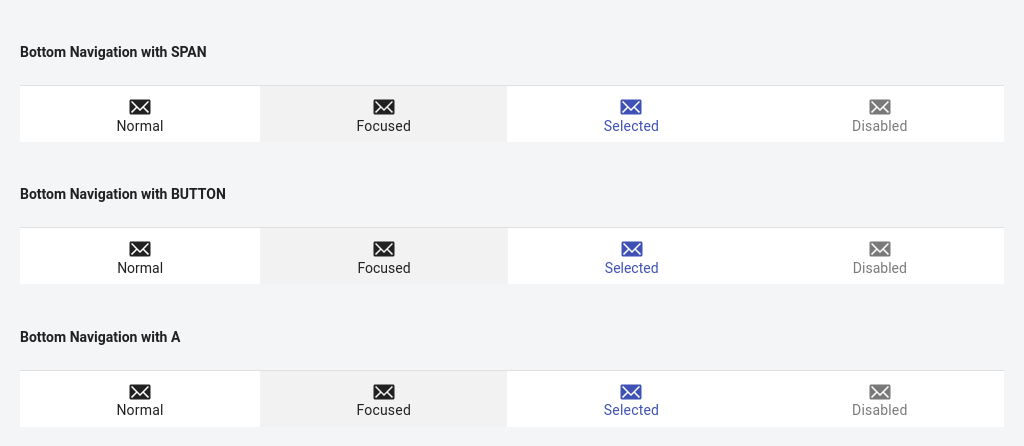 Bottom Navigation with SPAN
Normal Focused Selected Disabled
Bottom Navigation with BUTTON
Normal Focused Selected Disabled
Bottom Navigation with A
Normal Focused Selected Disabled